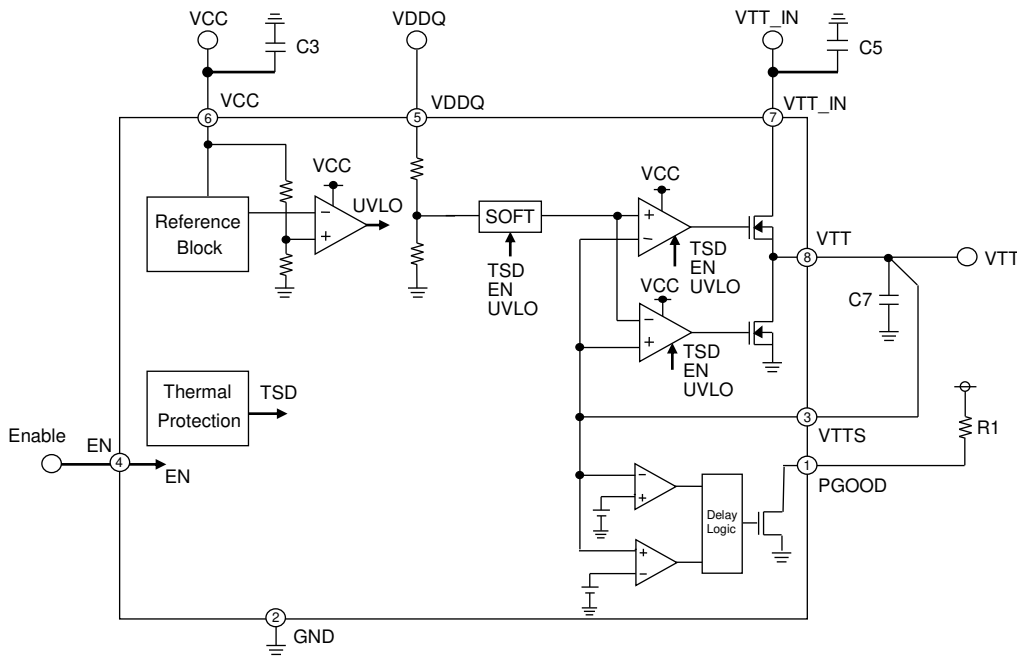 VCC
C3
VDDQ
VTT_IN
C5
VCC
6
VDDQ
5
VTT_IN
7
VCC
UVLO
Reference
Block
−
+
SOFT
TSD
EN
UVLO
VCC
+
−
TSD
EN
UVLO
VTT
8
VTT
C7
VCC
−
+
TSD
EN
UVLO
Thermal
Protection
TSD
3
VTTS
R1
Enable
EN
4
EN
1
PGOOD
−
+
Delay
Logic
+
−
2
GND